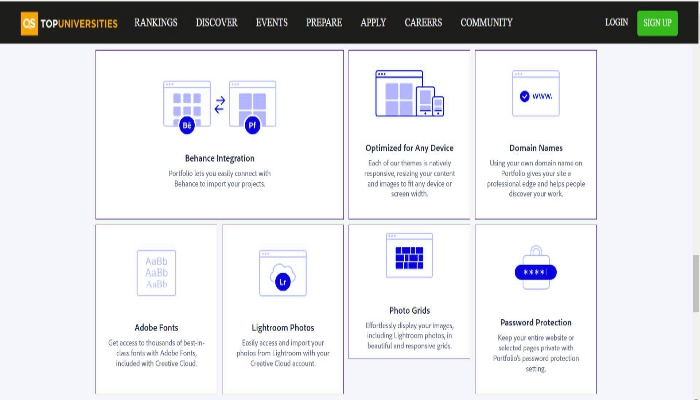 QS TOPUNIVERSITIES RANKINGS DISCOVER EVENTS PREPARE APPLY CAREERS COMMUNITY LOGIN SIGN UP
Bē Pf
Behance Integration
Portfolio lets you easily connect with
Behance to import your projects.
Optimized for Any Device
Each of our themes is natively
responsive, resizing your content
and images to fit any device or
screen width.
www.
Domain Names
Using your own domain name on
Portfolio gives your site a
professional edge and helps people
discover your work.
AaBb
AaBb
AaBb
Adobe Fonts
Get access to thousands of best-in-
class fonts with Adobe Fonts,
included with Creative Cloud.
Lr
Lightroom Photos
Easily access and import your
photos from Lightroom with your
Creative Cloud account.
Photo Grids
Effortlessly display your images,
including Lightroom photos, in
beautiful and responsive grids.
****
Password Protection
Keep your entire website or
selected pages private with
Portfolio's password protection
setting.